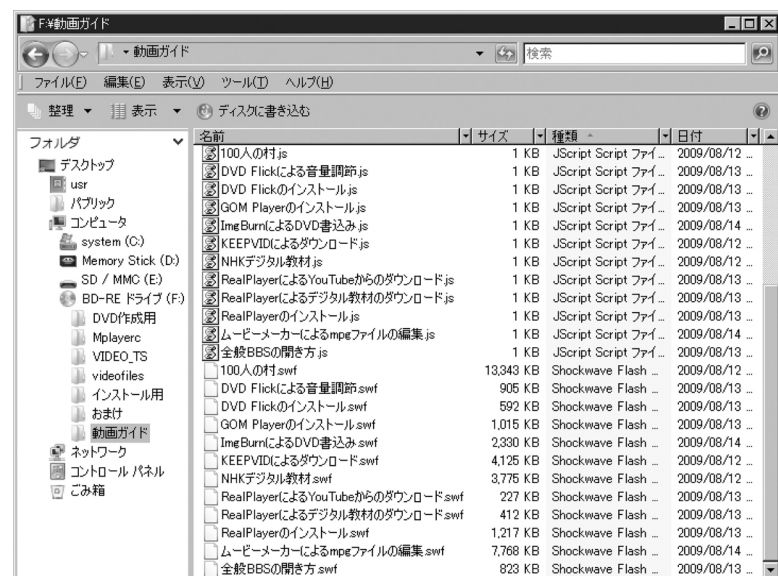 F:¥動画ガイド
動画ガイド
検索
ファイル(F) 編集(E) 表示(V) ツール(T) ヘルプ(H)
整理 表示 ディスクに書き込む
フォルダ
デスクトップ
usr
パブリック
コンピュータ
system (C:)
Memory Stick (D:)
SD / MMC (E:)
BD-RE ドライブ (F:)
DVD作成用
Mplayerc
VIDEO_TS
videofiles
インストール用
おまけ
動画ガイド
ネットワーク
コントロール パネル
ごみ箱
名前 サイズ 種類 日付
100人の村.js 1 KB JScript Script ファイ... 2009/08/12 ...
DVD Flickによる音量調節.js 1 KB JScript Script ファイ... 2009/08/13 ...
DVD Flickのインストール.js 1 KB JScript Script ファイ... 2009/08/13 ...
GOM Playerのインストール.js 1 KB JScript Script ファイ... 2009/08/13 ...
ImgBurnによるDVD書込み.js 1 KB JScript Script ファイ... 2009/08/14 ...
KEEPVIDによるダウンロード.js 1 KB JScript Script ファイ... 2009/08/12 ...
NHKデジタル教材.js 1 KB JScript Script ファイ... 2009/08/12 ...
RealPlayerによるYouTubeからのダウンロード.js 1 KB JScript Script ファイ... 2009/08/13 ...
RealPlayerによるデジタル教材のダウンロード.js 1 KB JScript Script ファイ... 2009/08/13 ...
RealPlayerのインストール.js 1 KB JScript Script ファイ... 2009/08/13 ...
ムービーメーカーによるmpgファイルの編集.js 1 KB JScript Script ファイ... 2009/08/14 ...
全般BBSの開き方.js 1 KB JScript Script ファイ... 2009/08/13 ...
100人の村.swf 13,343 KB Shockwave Flash ... 2009/08/12 ...
DVD Flickによる音量調節.swf 905 KB Shockwave Flash ... 2009/08/13 ...
DVD Flickのインストール.swf 592 KB Shockwave Flash ... 2009/08/13 ...
GOM Playerのインストール.swf 1,015 KB Shockwave Flash ... 2009/08/13 ...
ImgBurnによるDVD書込み.swf 2,330 KB Shockwave Flash ... 2009/08/14 ...
KEEPVIDによるダウンロード.swf 4,125 KB Shockwave Flash ... 2009/08/12 ...
NHKデジタル教材.swf 3,775 KB Shockwave Flash ... 2009/08/12 ...
RealPlayerによるYouTubeからのダウンロード.swf 227 KB Shockwave Flash ... 2009/08/13 ...
RealPlayerによるデジタル教材のダウンロード.swf 412 KB Shockwave Flash ... 2009/08/13 ...
RealPlayerのインストール.swf 1,217 KB Shockwave Flash ... 2009/08/13 ...
ムービーメーカーによるmpgファイルの編集.swf 7,768 KB Shockwave Flash ... 2009/08/14 ...
全般BBSの開き方.swf 823 KB Shockwave Flash ... 2009/08/13 ...